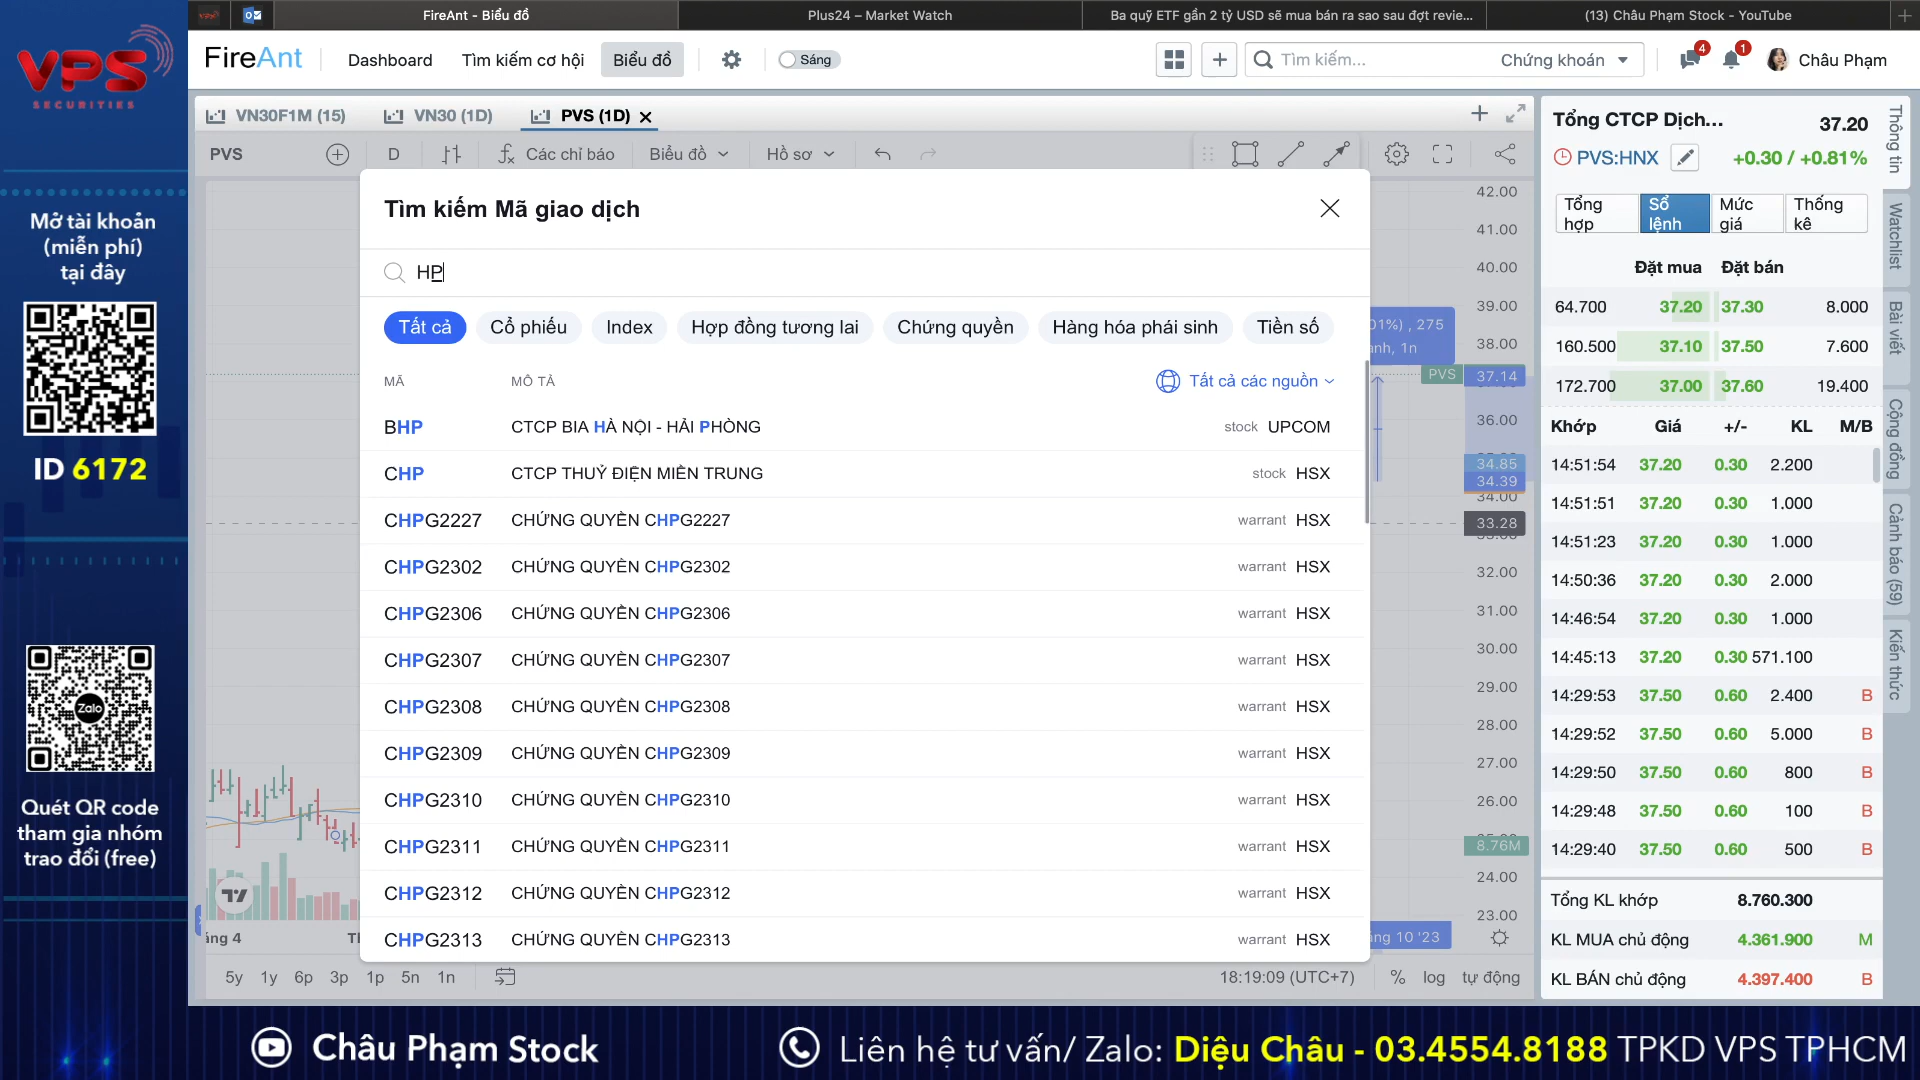 FireAnt - Biểu đồ
Plus24 – Market Watch
Ba quỹ ETF gần 2 tỷ USD sẽ mua bán ra sao sau đợt revie...
(13) Châu Phạm Stock - YouTube
VPS
SECURITIES
Mở tài khoản
(miễn phí)
tại đây
ID 6172
Zalo
Quét QR code
tham gia nhóm
trao đổi (free)
FireAnt
Dashboard
Tìm kiếm cơ hội
Biểu đồ
Sáng
Tìm kiếm...
Chứng khoán
4
1
Châu Phạm
VN30F1M (15)
VN30 (1D)
PVS (1D)
PVS
D
Các chỉ báo
Biểu đồ
Hồ sơ
Tìm kiếm Mã giao dịch
HP
Tất cả
Cổ phiếu
Index
Hợp đồng tương lai
Chứng quyền
Hàng hóa phái sinh
Tiền số
MÃ MÔ TẢ Tất cả các nguồn
BHP CTCP BIA HÀ NỘI - HẢI PHÒNG stock UPCOM
CHP CTCP THUỶ ĐIỆN MIỀN TRUNG stock HSX
CHPG2227 CHỨNG QUYỀN CHPG2227 warrant HSX
CHPG2302 CHỨNG QUYỀN CHPG2302 warrant HSX
CHPG2306 CHỨNG QUYỀN CHPG2306 warrant HSX
CHPG2307 CHỨNG QUYỀN CHPG2307 warrant HSX
CHPG2308 CHỨNG QUYỀN CHPG2308 warrant HSX
CHPG2309 CHỨNG QUYỀN CHPG2309 warrant HSX
CHPG2310 CHỨNG QUYỀN CHPG2310 warrant HSX
CHPG2311 CHỨNG QUYỀN CHPG2311 warrant HSX
CHPG2312 CHỨNG QUYỀN CHPG2312 warrant HSX
CHPG2313 CHỨNG QUYỀN CHPG2313 warrant HSX
01%) , 275
anh, 1n
42.00
41.00
40.00
39.00
38.00
PVS 37.14
36.00
34.85
34.39
34.00
33.28
32.00
31.00
30.00
29.00
28.00
27.00
26.00
8.76M
24.00
23.00
áng 4
ng 10 '23
5y 1y 6p 3p 1p 5n 1n
18:19:09 (UTC+7)
% log tự động
Tổng CTCP Dịch...
37.20
PVS:HNX
+0.30 / +0.81%
Tổng hợp
Sổ lệnh
Mức giá
Thống kê
Đặt mua Đặt bán
64.700 37.20 37.30 8.000
160.500 37.10 37.50 7.600
172.700 37.00 37.60 19.400
Khớp Giá +/- KL M/B
14:51:54 37.20 0.30 2.200
14:51:51 37.20 0.30 1.000
14:51:23 37.20 0.30 1.000
14:50:36 37.20 0.30 2.000
14:46:54 37.20 0.30 1.000
14:45:13 37.20 0.30 571.100
14:29:53 37.50 0.60 2.400 B
14:29:52 37.50 0.60 5.000 B
14:29:50 37.50 0.60 800 B
14:29:48 37.50 0.60 100 B
14:29:40 37.50 0.60 500 B
Tổng KL khớp 8.760.300
KL MUA chủ động 4.361.900 M
KL BÁN chủ động 4.397.400 B
Thông tin
Watchlist
Bài viết
Cộng đồng
Cảnh báo (59)
Kiến thức
Châu Phạm Stock
Liên hệ tư vấn/ Zalo: Diệu Châu - 03.4554.8188 TPKD VPS TPHCM